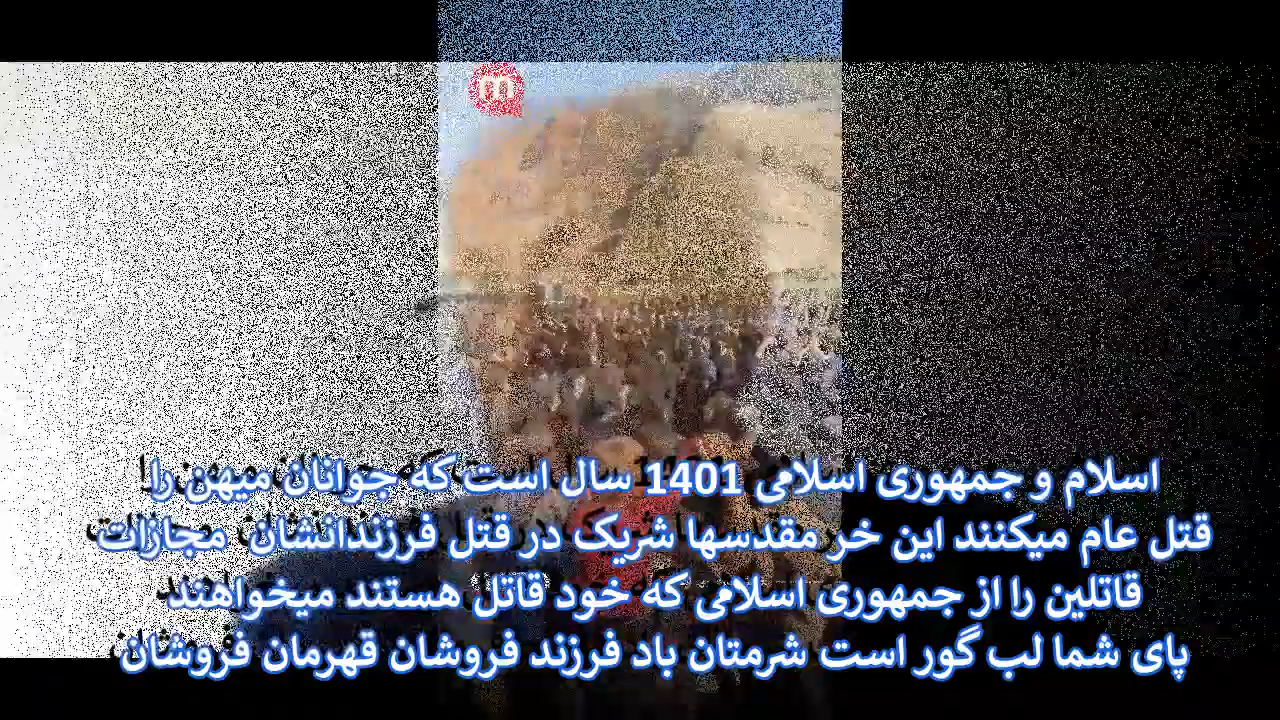 m
اسلام و جمهوری اسلامی 1401 سال است که جوانان میهن را
قتل عام میکنند این خر مقدسها شریک در قتل فرزندانشان مجازات
قاتلین را از جمهوری اسلامی که خود قاتل هستند میخواهند
پای شما لب گور است شرمتان باد فرزند فروشان قهرمان فروشان